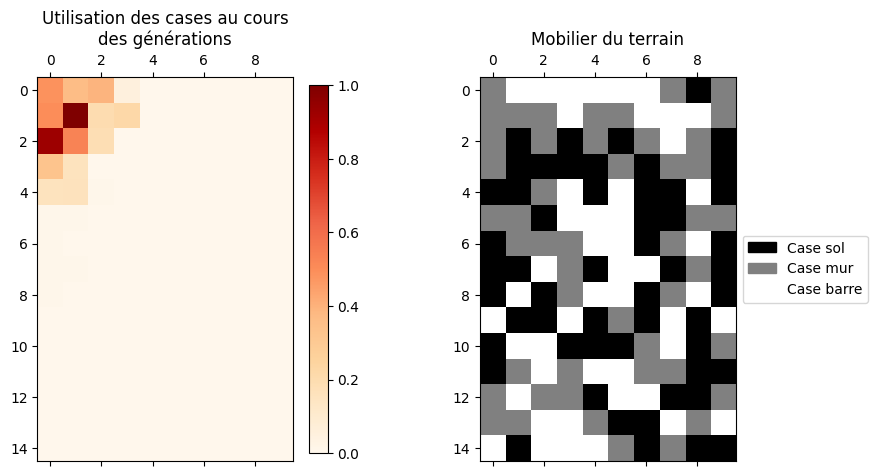 Utilisation des cases au cours
des générations
0 2 4 6 8
0
2
4
6
8
10
12
14
1.0
0.8
0.6
0.4
0.2
0.0
Mobilier du terrain
0 2 4 6 8
0
2
4
6
8
10
12
14
Case sol
Case mur
Case barre